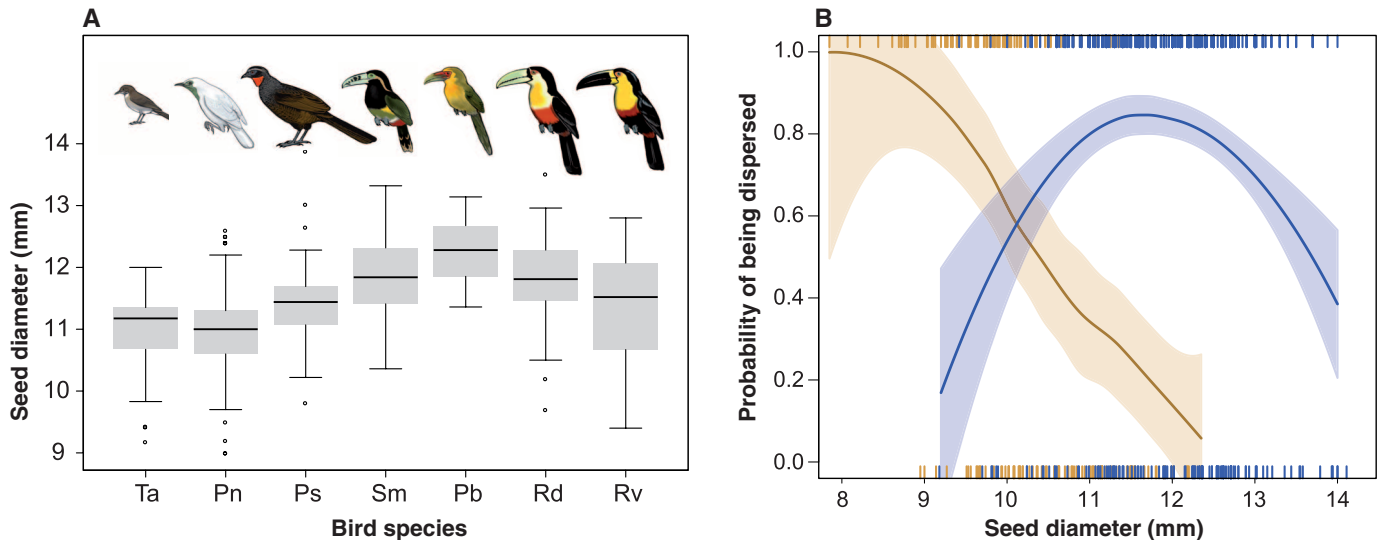 A
Seed diameter (mm)
14
13
12
11
10
9
Ta Pn Ps Sm Pb Rd Rv
Bird species
B
Probability of being dispersed
1.0
0.8
0.6
0.4
0.2
0.0
8 9 10 11 12 13 14
Seed diameter (mm)